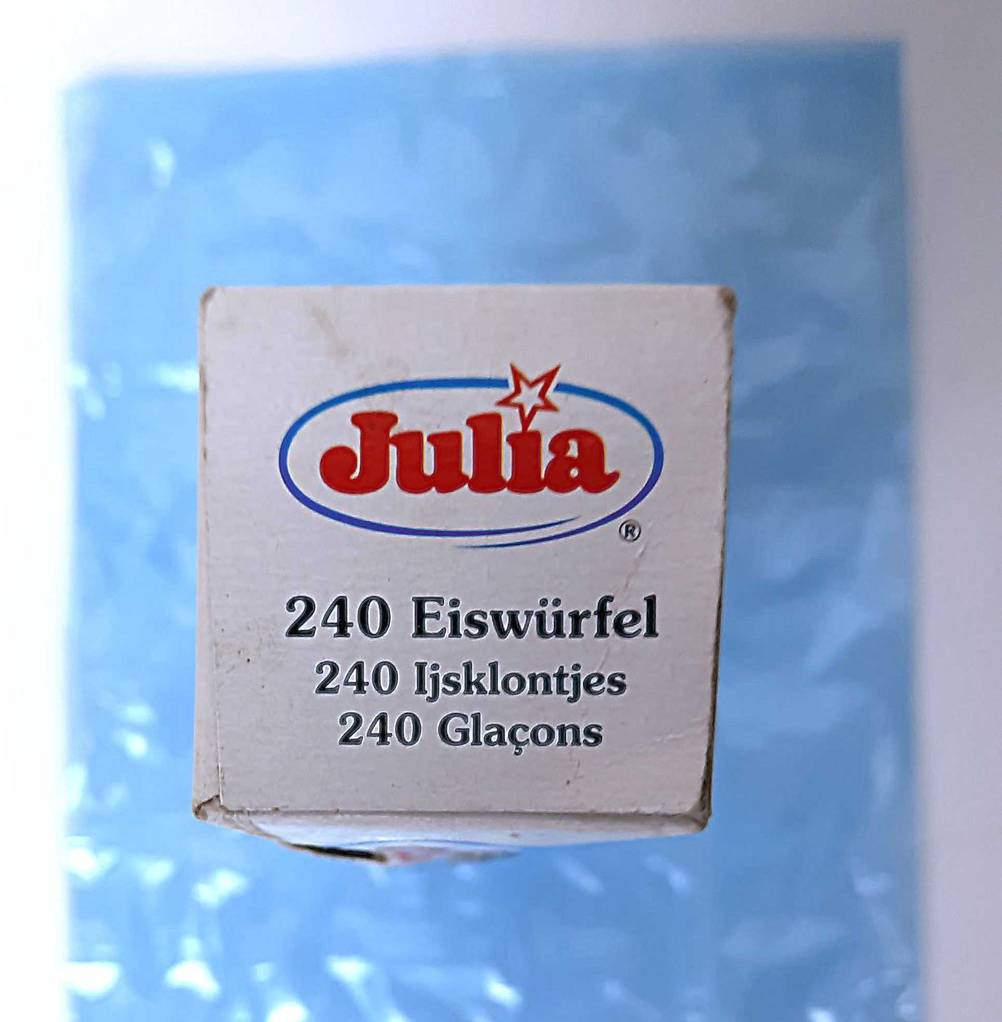 Julia
®
240 Eiswürfel
240 Ijsklontjes
240 Glaçons